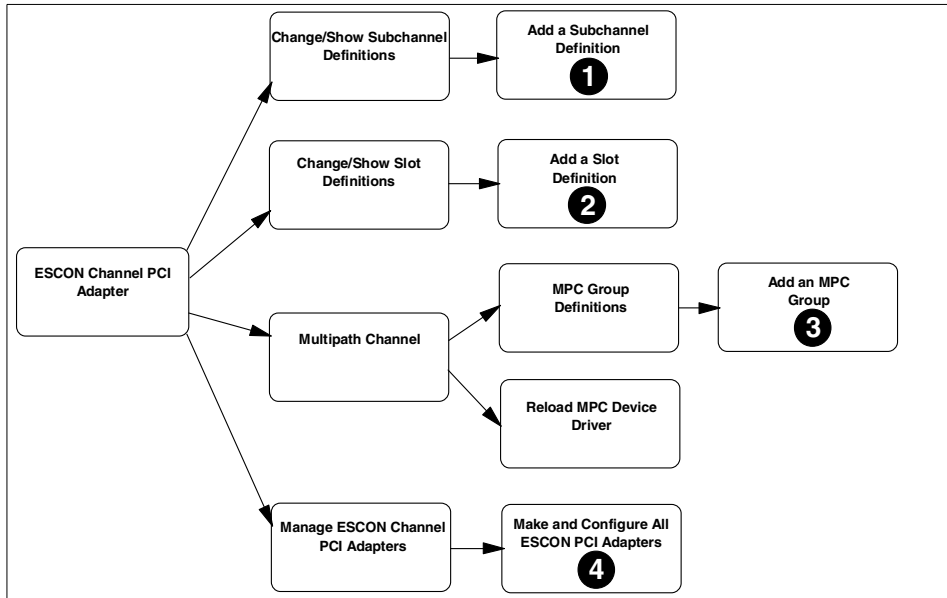 Change/Show Subchannel
Definitions
Add a Subchannel
Definition
1
Change/Show Slot
Definitions
Add a Slot
Definition
2
ESCON Channel PCI
Adapter
Multipath Channel
MPC Group
Definitions
Add an MPC
Group
3
Reload MPC Device
Driver
Manage ESCON Channel
PCI Adapters
Make and Configure All
ESCON PCI Adapters
4